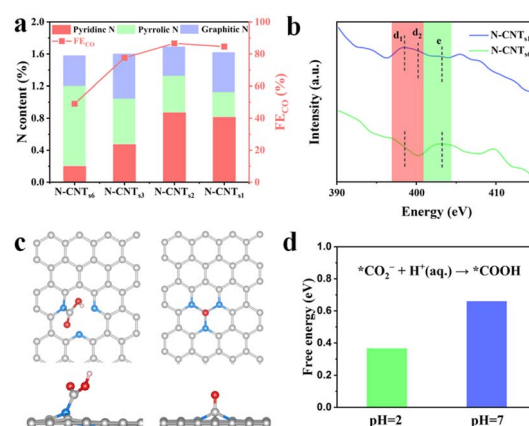 a
Pyridine N
Pyrrolic N
Graphitic N
FECO
N content (%)
FECO (%)
0.0
0.4
0.8
1.2
1.6
0
20
40
60
80
100
N-CNTs6
N-CNTs3
N-CNTs2
N-CNTs1
b
d1
d2
e
N-CNTs1
N-CNTs6
Intensity (a.u.)
390
400
410
Energy (eV)
c
d
*CO2⁻ + H⁺(aq.) → *COOH
Free energy (eV)
1.0
0.8
0.6
0.4
0.2
0.0
pH=2
pH=7